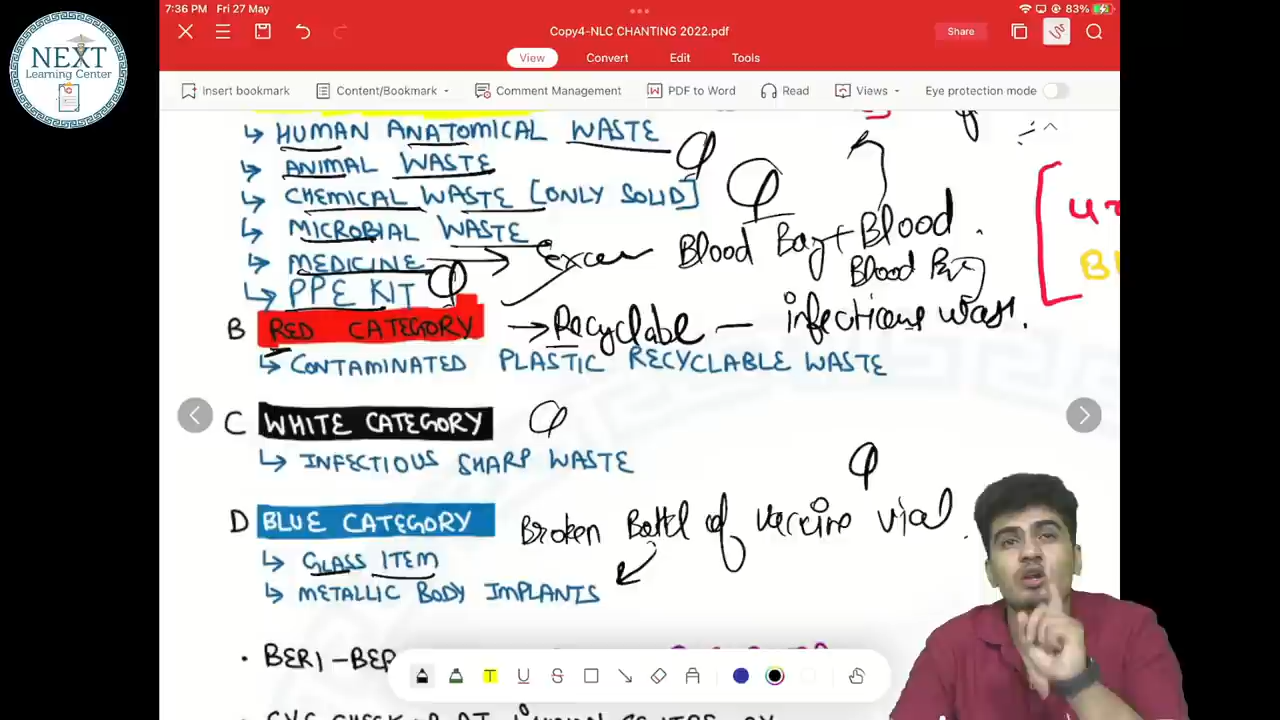 7:36 PM Fri 27 May
83%
NEXT
Learning Center
Copy4-NLC CHANTING 2022.pdf
Share
View Convert Edit Tools
Insert bookmark Content/Bookmark Comment Management PDF to Word Read Views Eye protection mode
↳ HUMAN ANATOMICAL WASTE
↳ ANIMAL WASTE
↳ CHEMICAL WASTE [ONLY SOLID]
↳ MICROBIAL WASTE
Blood Bag + Blood
↳ MEDICINE →
Blood
↳ PPE KIT
B RED CATEGORY → Recyclable —
↳ CONTAMINATED PLASTIC RECYCLABLE WASTE
C WHITE CATEGORY
↳ INFECTIOUS SHARP WASTE
D BLUE CATEGORY Broken Bottl of vaccine vial
↳ GLASS ITEM
↳ METALLIC BODY IMPLANTS
• BERI-BER